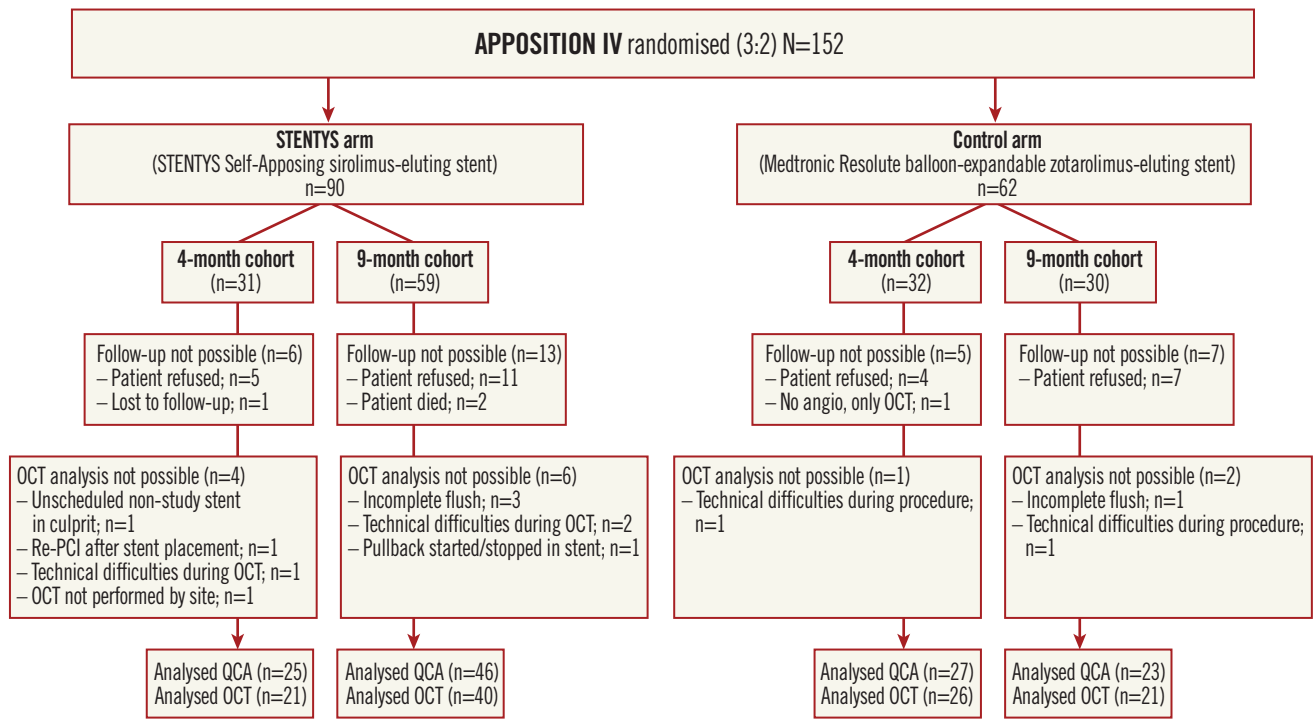 APPOSITION IV randomised (3:2) N=152
STENTYS arm
(STENTYS Self-Apposing sirolimus-eluting stent)
n=90
Control arm
(Medtronic Resolute balloon-expandable zotarolimus-eluting stent)
n=62
4-month cohort
(n=31)
9-month cohort
(n=59)
4-month cohort
(n=32)
9-month cohort
(n=30)
Follow-up not possible (n=6)
– Patient refused; n=5
– Lost to follow-up; n=1
Follow-up not possible (n=13)
– Patient refused; n=11
– Patient died; n=2
Follow-up not possible (n=5)
– Patient refused; n=4
– No angio, only OCT; n=1
Follow-up not possible (n=7)
– Patient refused; n=7
OCT analysis not possible (n=4)
– Unscheduled non-study stent
in culprit; n=1
– Re-PCI after stent placement; n=1
– Technical difficulties during OCT; n=1
– OCT not performed by site; n=1
OCT analysis not possible (n=6)
– Incomplete flush; n=3
– Technical difficulties during OCT; n=2
– Pullback started/stopped in stent; n=1
OCT analysis not possible (n=1)
– Technical difficulties during procedure;
n=1
OCT analysis not possible (n=2)
– Incomplete flush; n=1
– Technical difficulties during procedure;
n=1
Analysed QCA (n=25)
Analysed OCT (n=21)
Analysed QCA (n=46)
Analysed OCT (n=40)
Analysed QCA (n=27)
Analysed OCT (n=26)
Analysed QCA (n=23)
Analysed OCT (n=21)